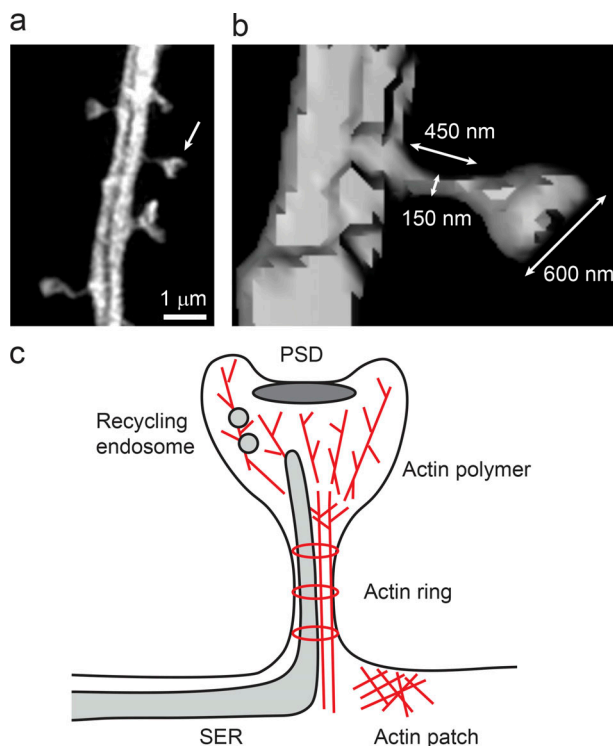 a
b
450 nm
150 nm
600 nm
1 μm
c
PSD
Recycling
endosome
Actin polymer
Actin ring
SER
Actin patch